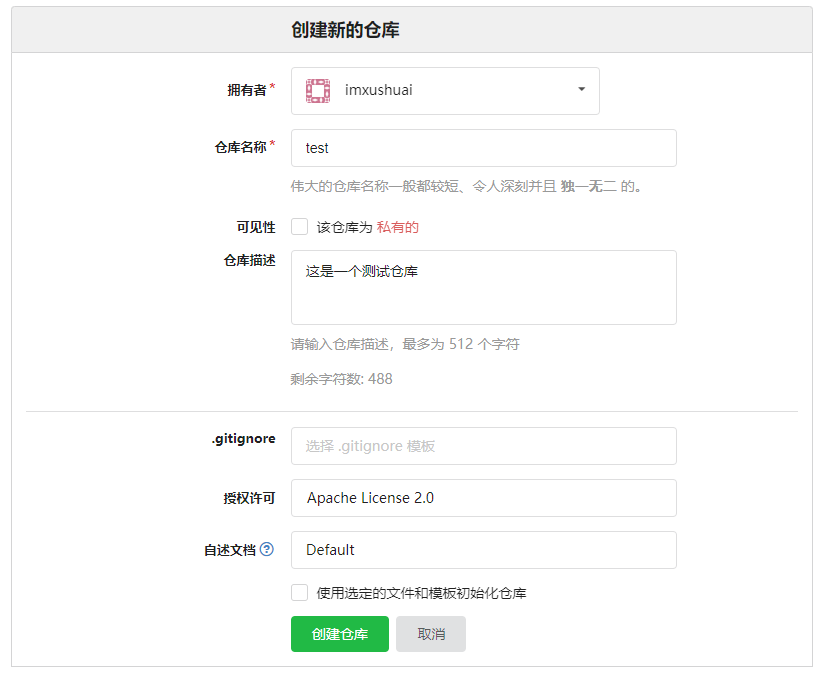 创建新的仓库
拥有者* imxushuai
仓库名称* test
伟大的仓库名称一般都较短、令人深刻并且 独一无二 的。
可见性 该仓库为 私有的
仓库描述 这是一个测试仓库
请输入仓库描述，最多为 512 个字符
剩余字符数: 488
.gitignore 选择 .gitignore 模板
授权许可 Apache License 2.0
自述文档 ? Default
使用选定的文件和模板初始化仓库
创建仓库 取消